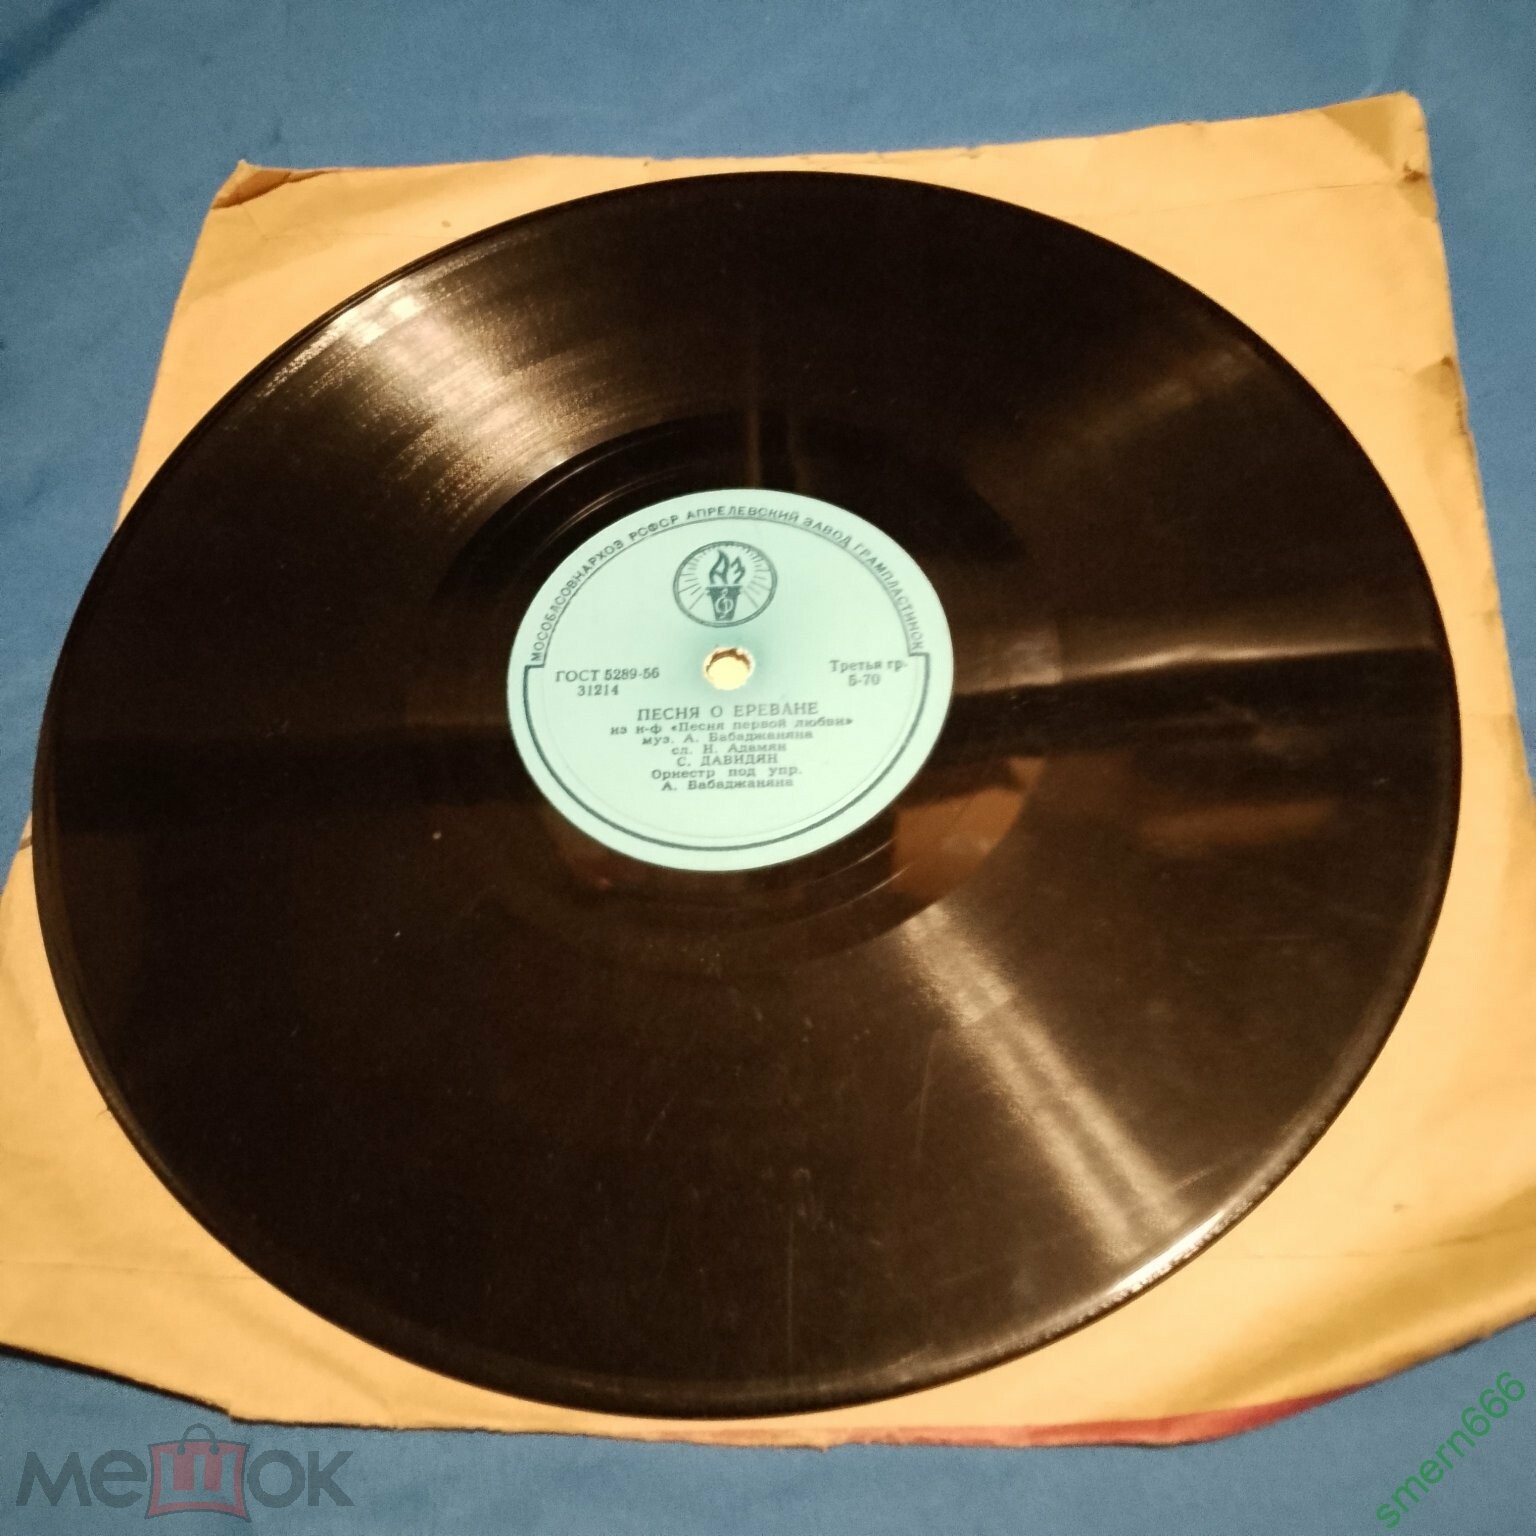 МОСОБЛСОВНАРХОЗ РСФСР АПРЕЛЕВСКИЙ ЗАВОД ГРАМПЛАСТИНОК
АЗ
ГОСТ 5289-56
31214
Третья гр-
5-70
ПЕСНЯ О ЕРЕВАНЕ
из к-ф «Песня первой любви»
муз. А. Бабаджаняна
сл. Н. Адамян
С. ДАВИДЯН
Оркестр под упр.
А. Бабаджаняна
мешок
smern666